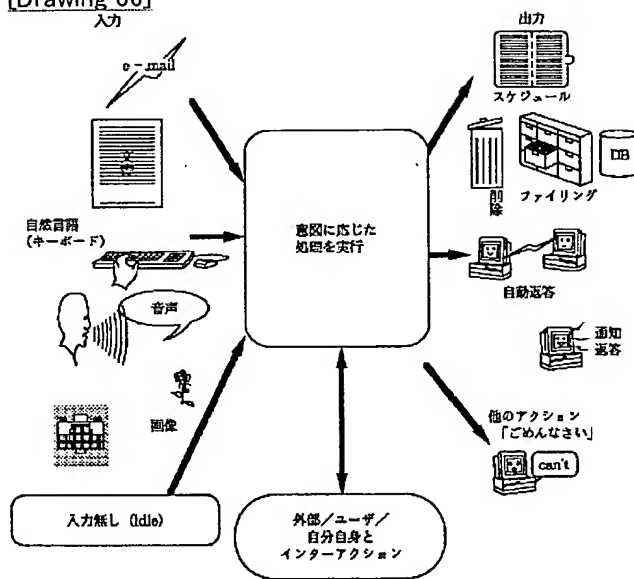 [Drawing 06]
入力
e-mail
自然言語
(キーボード)
音声
画像
入力無し (Idle)
意図に応じた
処理を実行
外部/ユーザ/
自分自身と
インターアクション
出力
スケジュール
削除
ファイリング
DB
自動返答
通知
返答
他のアクション
「ごめんなさい」
can't